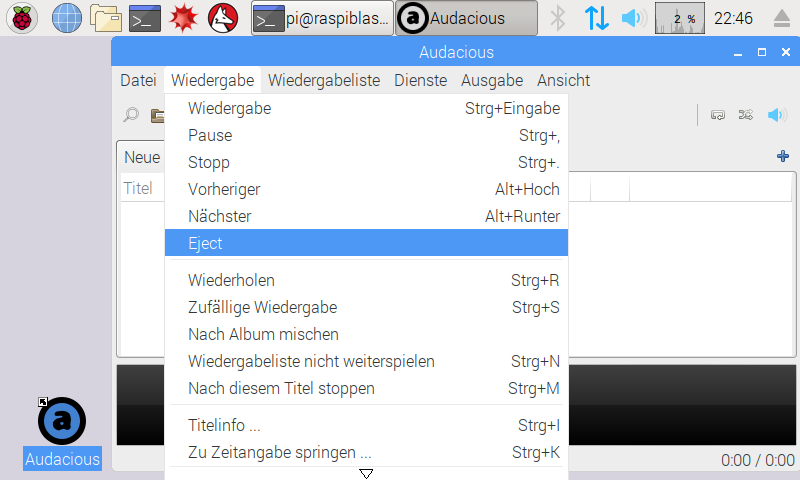 pi@raspiblas... Audacious 2 % 22:46
Audacious
Datei Wiedergabe Wiedergabeliste Dienste Ausgabe Ansicht
Wiedergabe Strg+Eingabe
Pause Strg+,
Stopp Strg+.
Neue
Titel
Vorheriger Alt+Hoch
Nächster Alt+Runter
Eject
Wiederholen Strg+R
Zufällige Wiedergabe Strg+S
Nach Album mischen
Wiedergabeliste nicht weiterspielen Strg+N
Nach diesem Titel stoppen Strg+M
Titelinfo ... Strg+I
Zu Zeitangabe springen ... Strg+K
a
Audacious
0:00 / 0:00